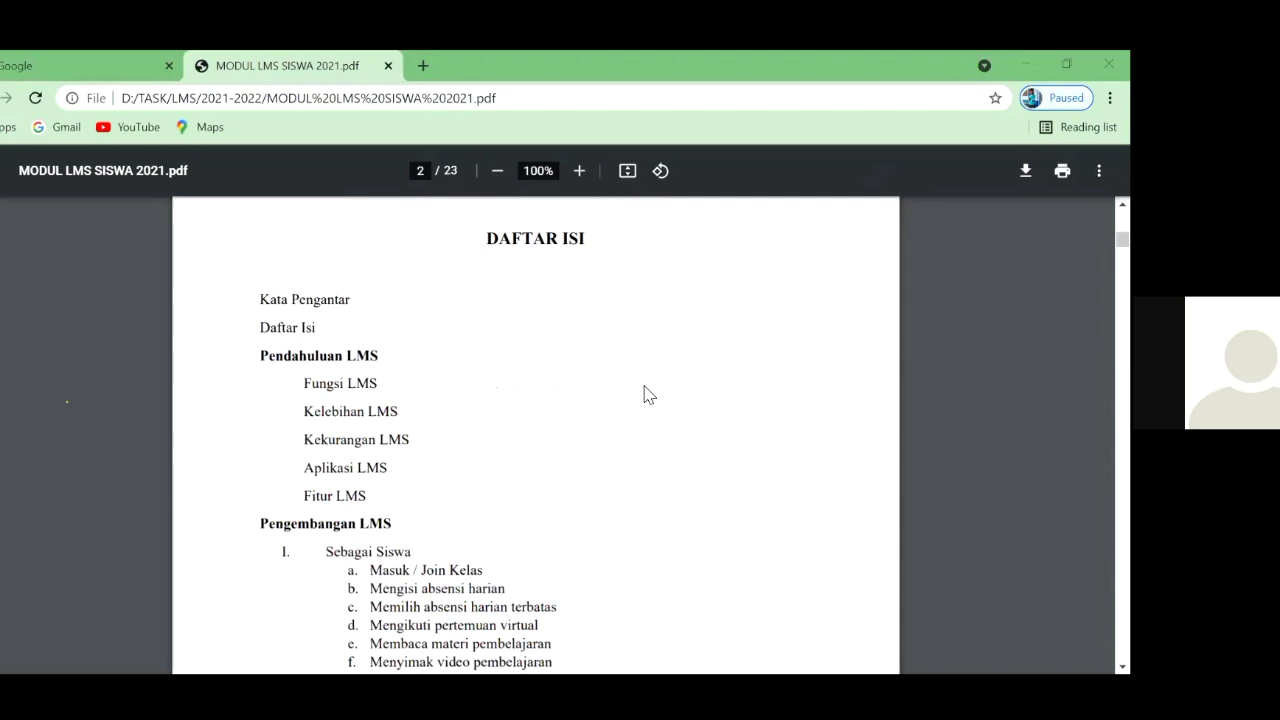 Google
MODUL LMS SISWA 2021.pdf
File D:/TASK/LMS/2021-2022/MODUL%20LMS%20SISWA%202021.pdf
Paused
pps Gmail YouTube Maps Reading list
MODUL LMS SISWA 2021.pdf 2 / 23 100%
DAFTAR ISI
Kata Pengantar
Daftar Isi
Pendahuluan LMS
Fungsi LMS
Kelebihan LMS
Kekurangan LMS
Aplikasi LMS
Fitur LMS
Pengembangan LMS
I. Sebagai Siswa
a. Masuk / Join Kelas
b. Mengisi absensi harian
c. Memilih absensi harian terbatas
d. Mengikuti pertemuan virtual
e. Membaca materi pembelajaran
f. Menyimak video pembelajaran